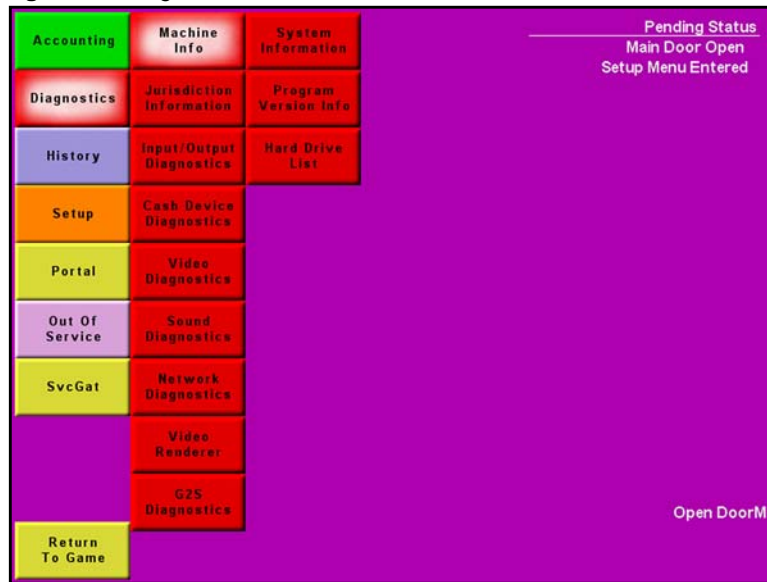 Accounting
Machine
Info
System
Information
Pending Status
Main Door Open
Setup Menu Entered
Diagnostics
Jurisdiction
Information
Program
Version Info
History
Input/Output
Diagnostics
Hard Drive
List
Setup
Cash Device
Diagnostics
Portal
Video
Diagnostics
Out Of
Service
Sound
Diagnostics
SvcGat
Network
Diagnostics
Video
Renderer
G2S
Diagnostics
Open DoorM
Return
To Game